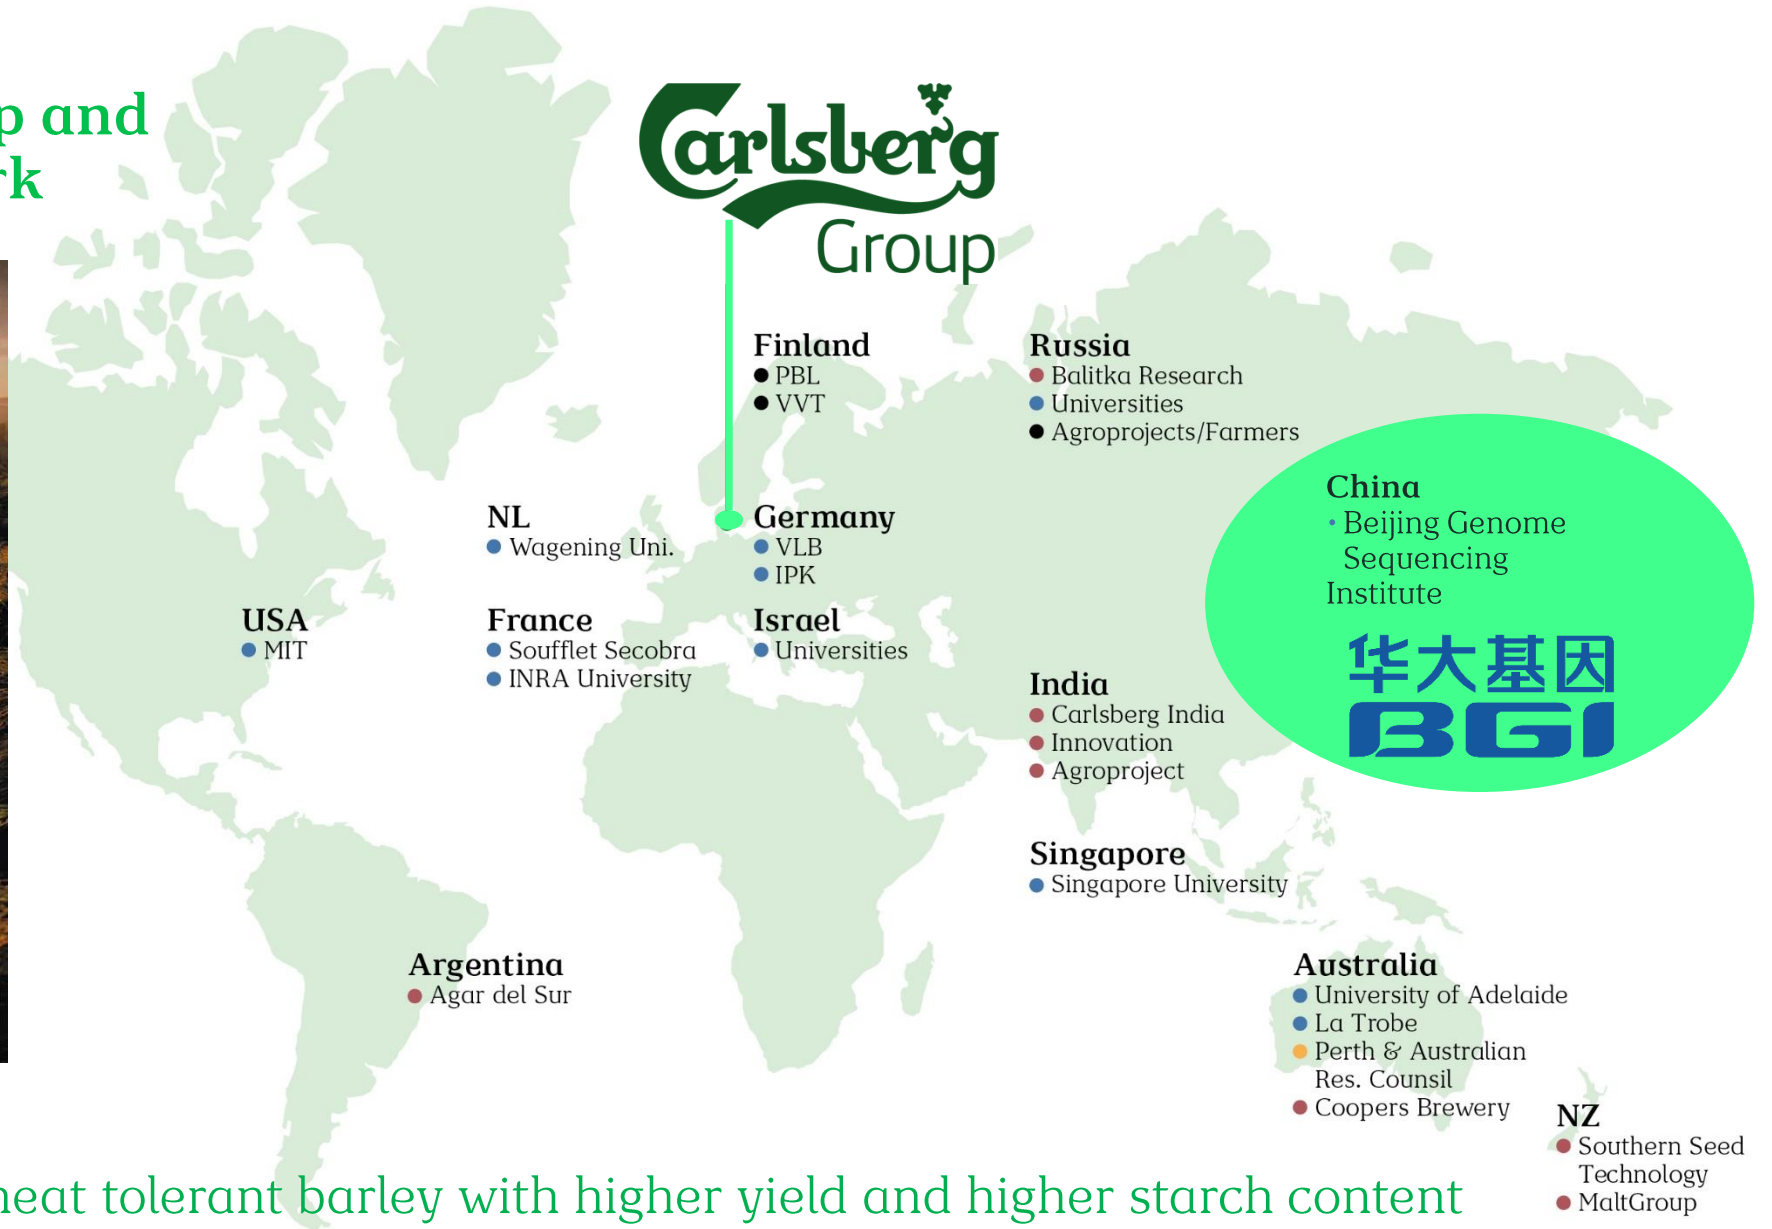 p and
rk
Carlsberg
Group
Finland
PBL
VVT
Russia
Balitka Research
Universities
Agroprojects/Farmers
China
Beijing Genome
Sequencing
Institute
华大基因
BGI
NL
Wagening Uni.
Germany
VLB
IPK
USA
MIT
France
Soufflet Secobra
INRA University
Israel
Universities
India
Carlsberg India
Innovation
Agroproject
Singapore
Singapore University
Argentina
Agar del Sur
Australia
University of Adelaide
La Trobe
Perth & Australian
Res. Counsil
Coopers Brewery
NZ
Southern Seed
Technology
MaltGroup
heat tolerant barley with higher yield and higher starch content